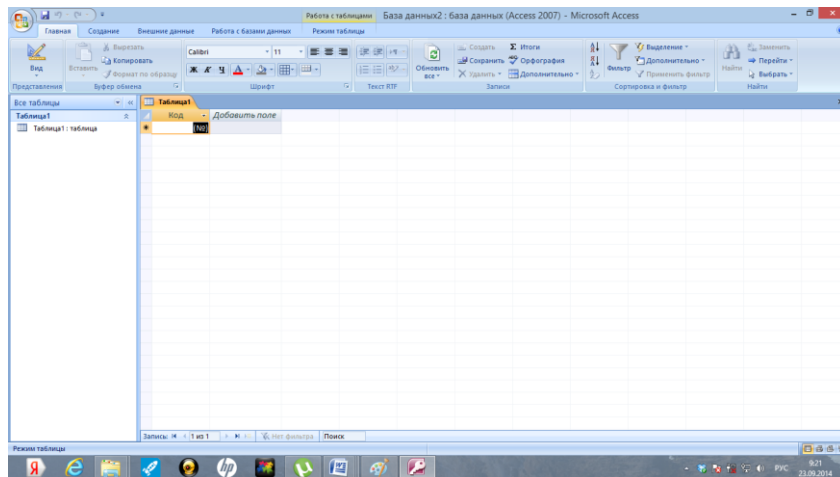 Работа с таблицами База данных2 : база данных (Access 2007) - Microsoft Access
Главная Создание Внешние данные Работа с базами данных Режим таблицы
Вид
Вставить
Вырезать
Копировать
Формат по образцу
Calibri 11
Ж К Ч
Обновить все
Создать
Сохранить
Удалить
Σ Итоги
Орфография
Дополнительно
Фильтр
Выделение
Дополнительно
Применить фильтр
Найти
Заменить
Перейти
Выбрать
Представления Буфер обмена Шрифт Текст RTF Записи Сортировка и фильтр Найти
Все таблицы
Таблица1
Таблица1 : таблица
Таблица1
Код Добавить поле
(№)
Запись: 1 из 1 Нет фильтра Поиск
Режим таблицы
Я hp РУС 9:21
23.09.2014